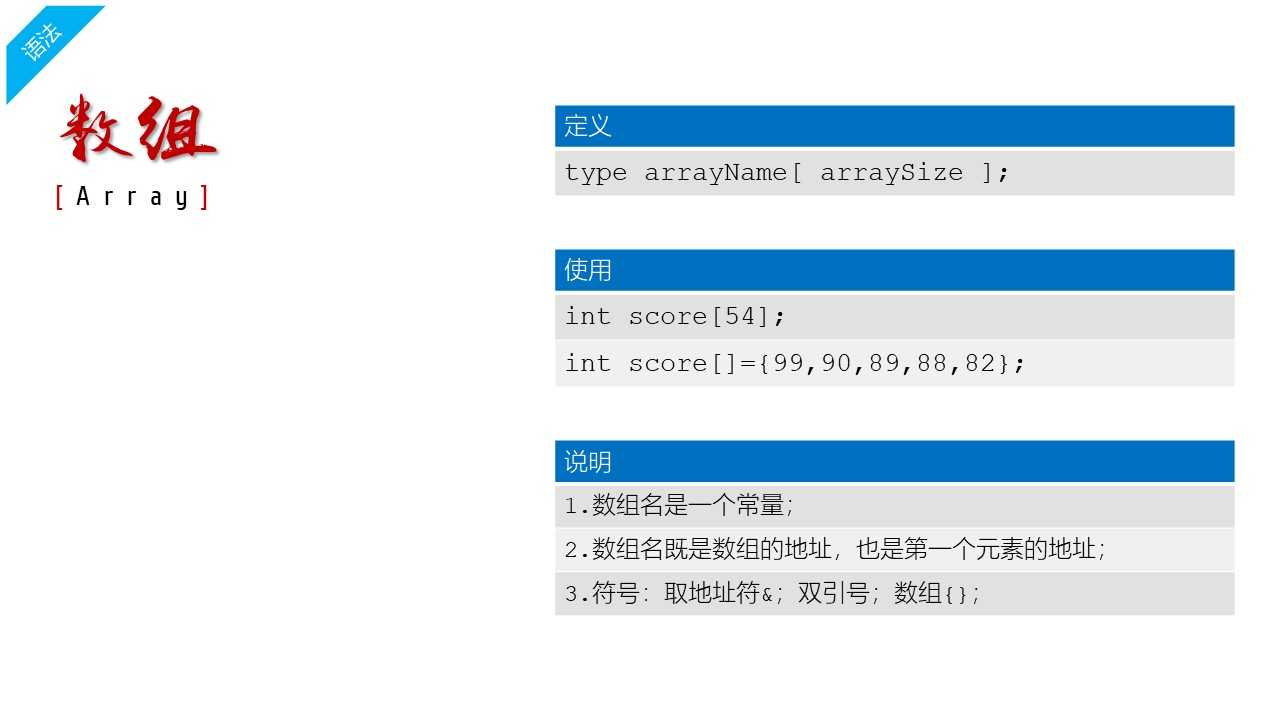 语法
数组
[Array]
定义
type arrayName[ arraySize ];
使用
int score[54];
int score[]={99,90,89,88,82};
说明
1.数组名是一个常量；
2.数组名既是数组的地址，也是第一个元素的地址；
3.符号：取地址符&；双引号；数组{}；